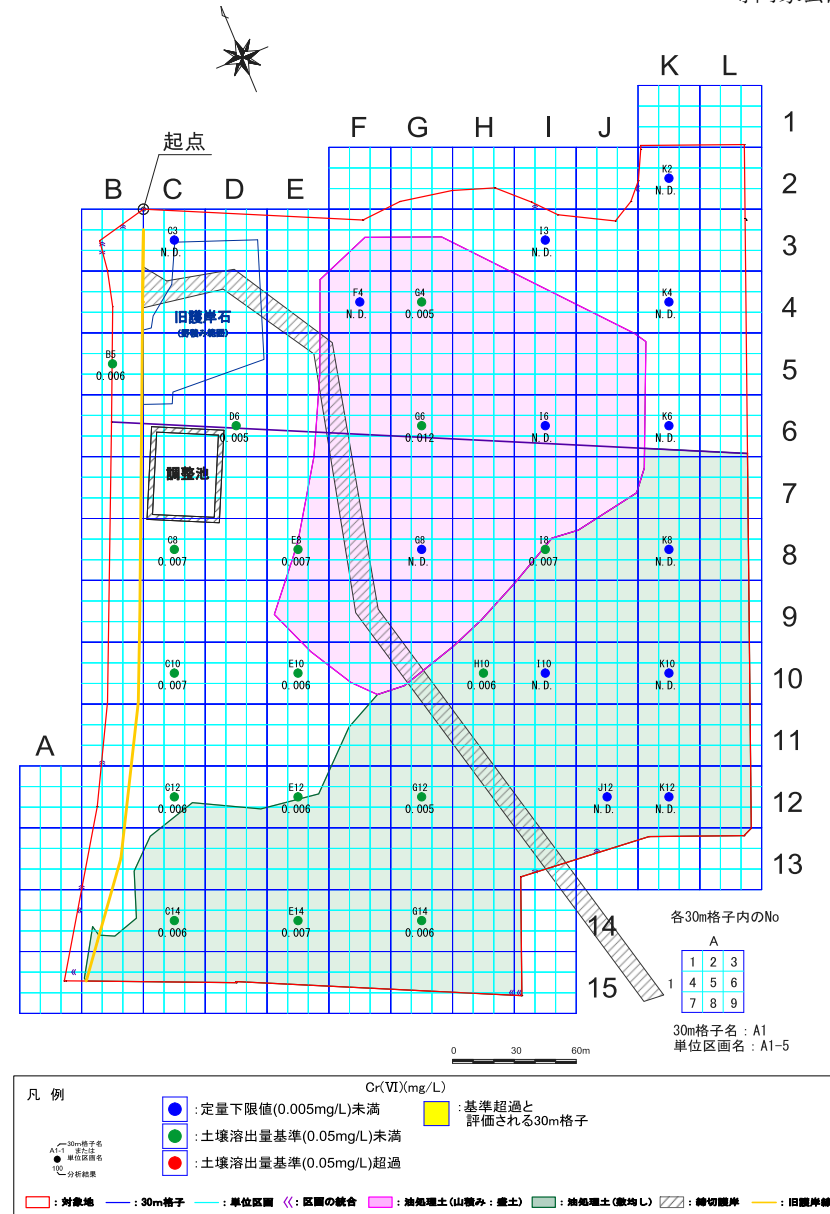 K L
1
F G H I J
起点
K2
N.D.
2
B C D E
C3
N.D.
I3
N.D.
3
F4
N.D.
G4
0.005
K4
N.D.
4
旧護岸石
B5
0.006
5
D6
0.005
G6
0.012
I6
N.D.
K6
N.D.
6
調整池
7
C8
0.007
E8
0.007
G8
N.D.
I8
0.007
K8
N.D.
8
9
C10
0.007
E10
0.006
H10
0.006
I10
N.D.
K10
N.D.
10
11
A
C12
0.006
E12
0.006
G12
0.005
J12
N.D.
K12
N.D.
12
13
C14
0.006
E14
0.007
G14
0.006
14
15
各30m格子内のNo
A
1 2 3
1 4 5 6
7 8 9
30m格子名：A1
単位区画名：A1-5
0 30 60m
凡 例
Cr(VI)(mg/L)
：定量下限値(0.005mg/L)未満
：土壌溶出量基準(0.05mg/L)未満
：土壌溶出量基準(0.05mg/L)超過
：基準超過と
評価される30m格子
30m格子名
A1-1 または
単位区画名
100 分析結果
：対象地
：30m格子
：単位区画
：区画の統合
：油処理土(山積み：盛土)
：油処理土(敷均し)
：締切護岸
：旧護岸線